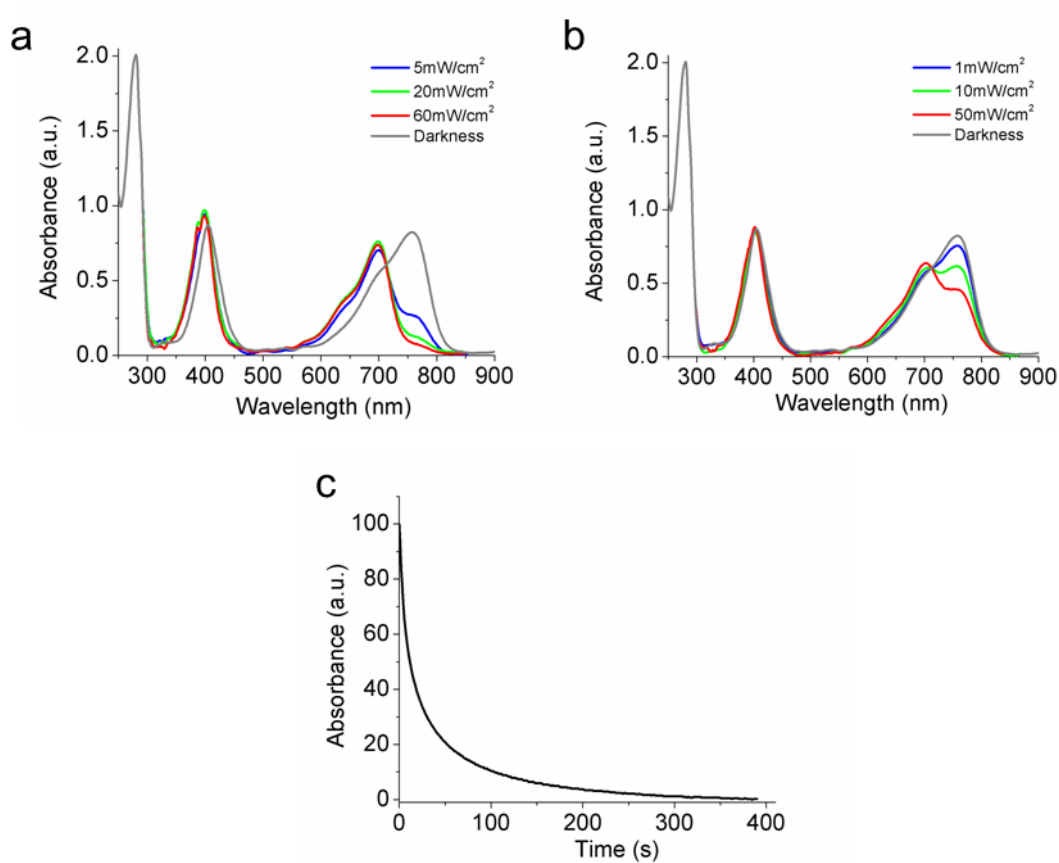 a
Absorbance (a.u.)
2.0
1.5
1.0
0.5
0.0
5mW/cm²
20mW/cm²
60mW/cm²
Darkness
300 400 500 600 700 800 900
Wavelength (nm)
b
Absorbance (a.u.)
2.0
1.5
1.0
0.5
0.0
1mW/cm²
10mW/cm²
50mW/cm²
Darkness
300 400 500 600 700 800 900
Wavelength (nm)
c
Absorbance (a.u.)
100
80
60
40
20
0
0 100 200 300 400
Time (s)